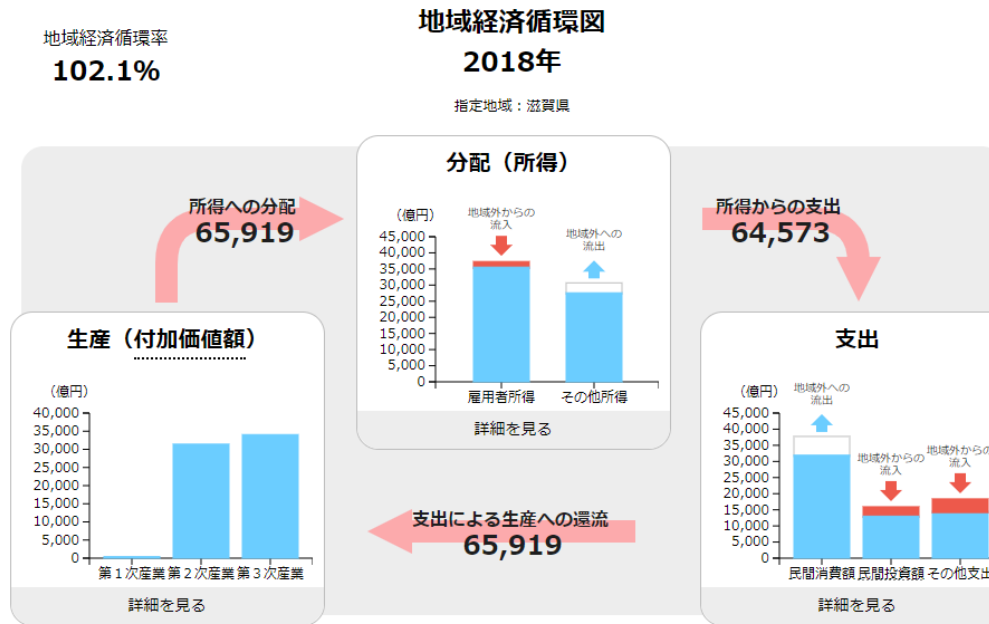 地域経済循環率
102.1%
地域経済循環図
2018年
指定地域：滋賀県
分配（所得）
（億円）
地域外からの
流入
地域外への
流出
45,000
40,000
35,000
30,000
25,000
20,000
15,000
10,000
5,000
0
雇用者所得
その他所得
詳細を見る
所得への分配
65,919
所得からの支出
64,573
生産（付加価値額）
（億円）
40,000
35,000
30,000
25,000
20,000
15,000
10,000
5,000
0
第１次産業
第２次産業
第３次産業
詳細を見る
支出による生産への還流
65,919
支出
（億円）
地域外への
流出
地域外からの
流入
地域外からの
流入
45,000
40,000
35,000
30,000
25,000
20,000
15,000
10,000
5,000
0
民間消費額
民間投資額
その他支出
詳細を見る